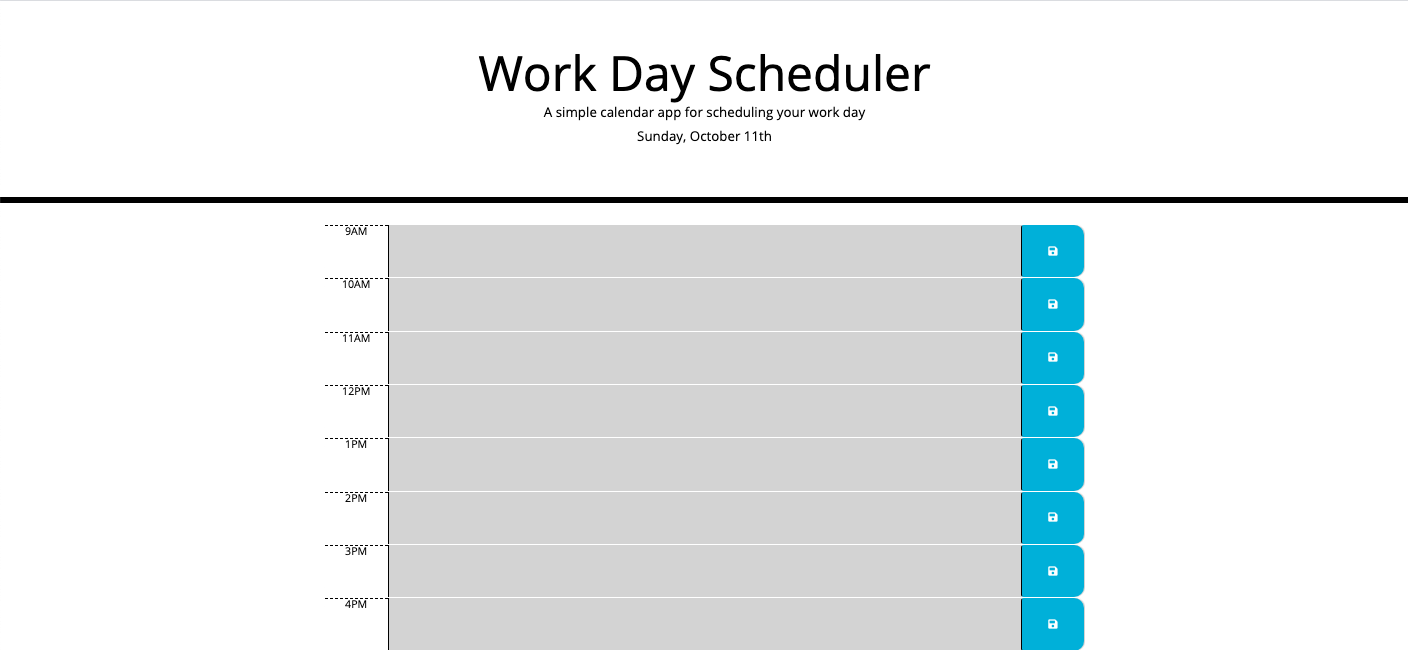 Work Day Scheduler
A simple calendar app for scheduling your work day
Sunday, October 11th
9AM
10AM
11AM
12PM
1PM
2PM
3PM
4PM